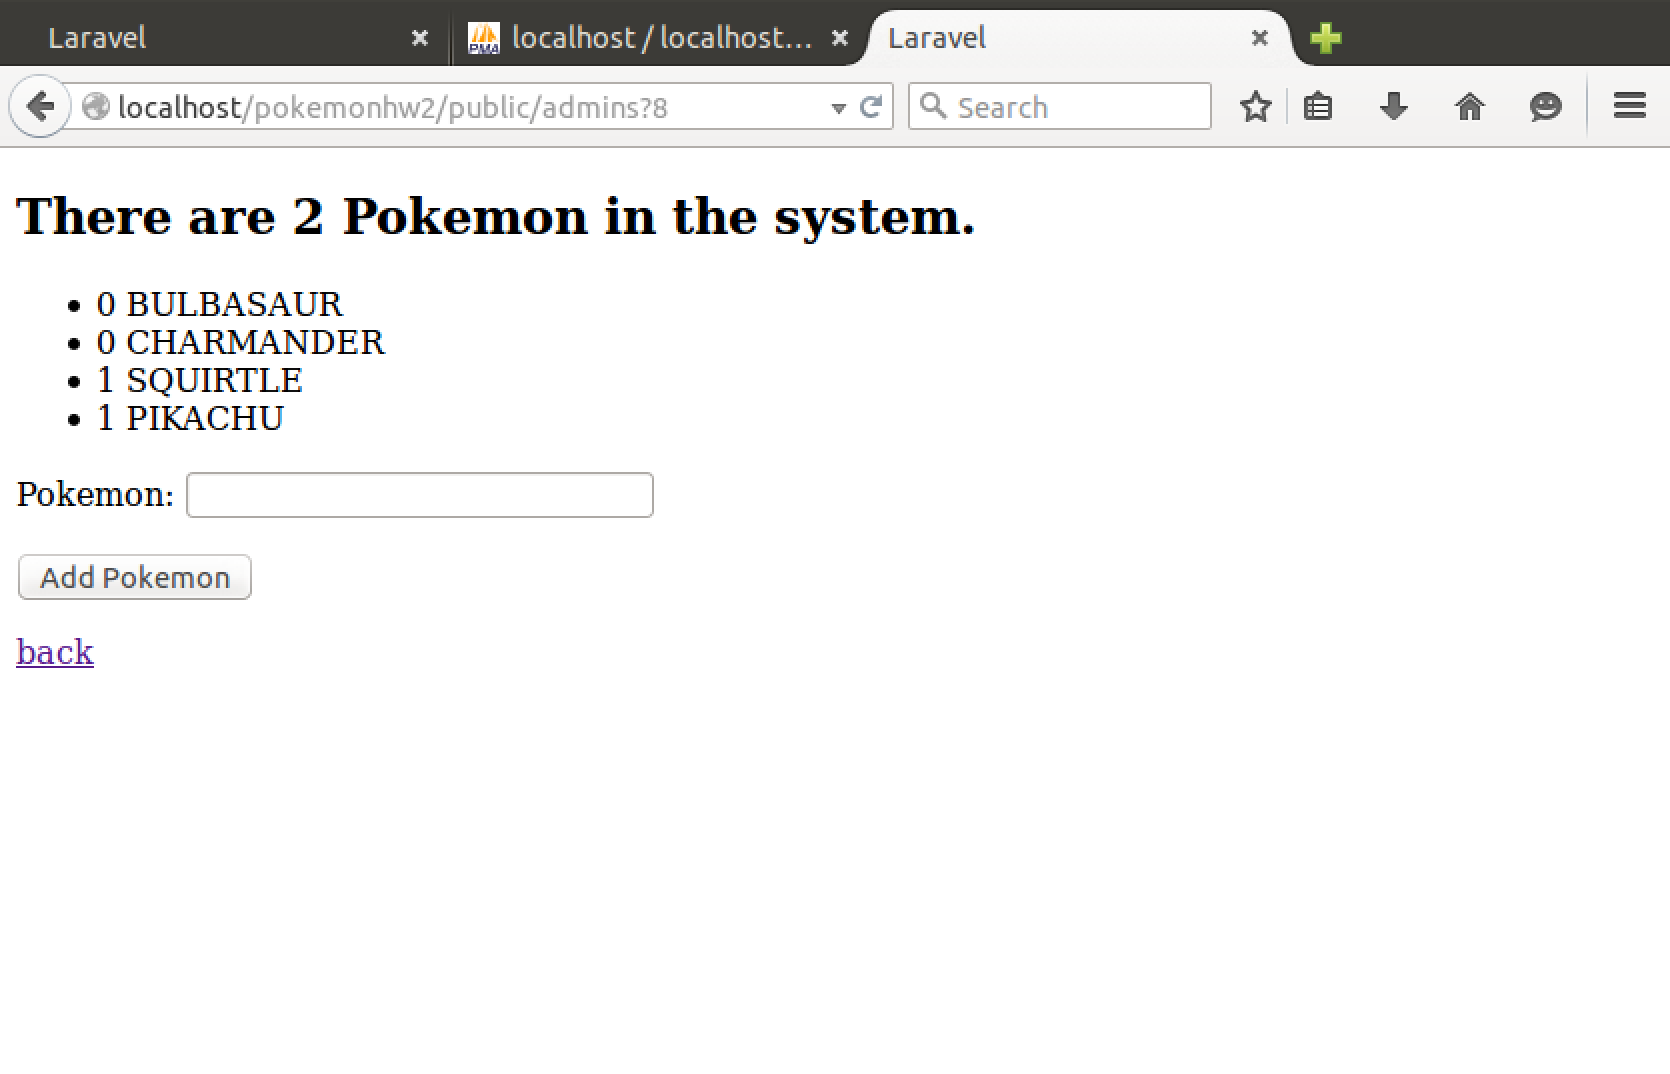 Laravel
PMA localhost / localhost...
Laravel
localhost/pokemonhw2/public/admins?8
Search
There are 2 Pokemon in the system.
• 0 BULBASAUR
• 0 CHARMANDER
• 1 SQUIRTLE
• 1 PIKACHU
Pokemon:
Add Pokemon
back